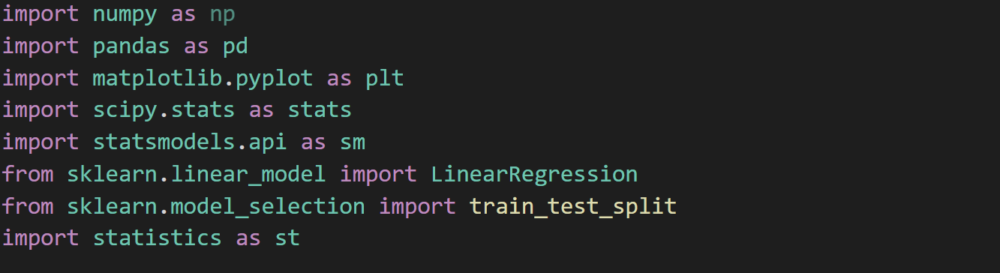 import numpy as np
import pandas as pd
import matplotlib.pyplot as plt
import scipy.stats as stats
import statsmodels.api as sm
from sklearn.linear_model import LinearRegression
from sklearn.model_selection import train_test_split
import statistics as st